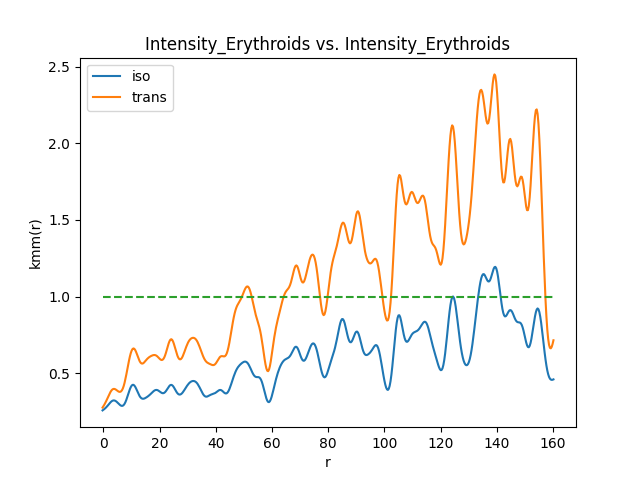 Intensity_Erythroids vs. Intensity_Erythroids
iso
trans
2.5
2.0
1.5
1.0
0.5
kmm(r)
0 20 40 60 80 100 120 140 160
r